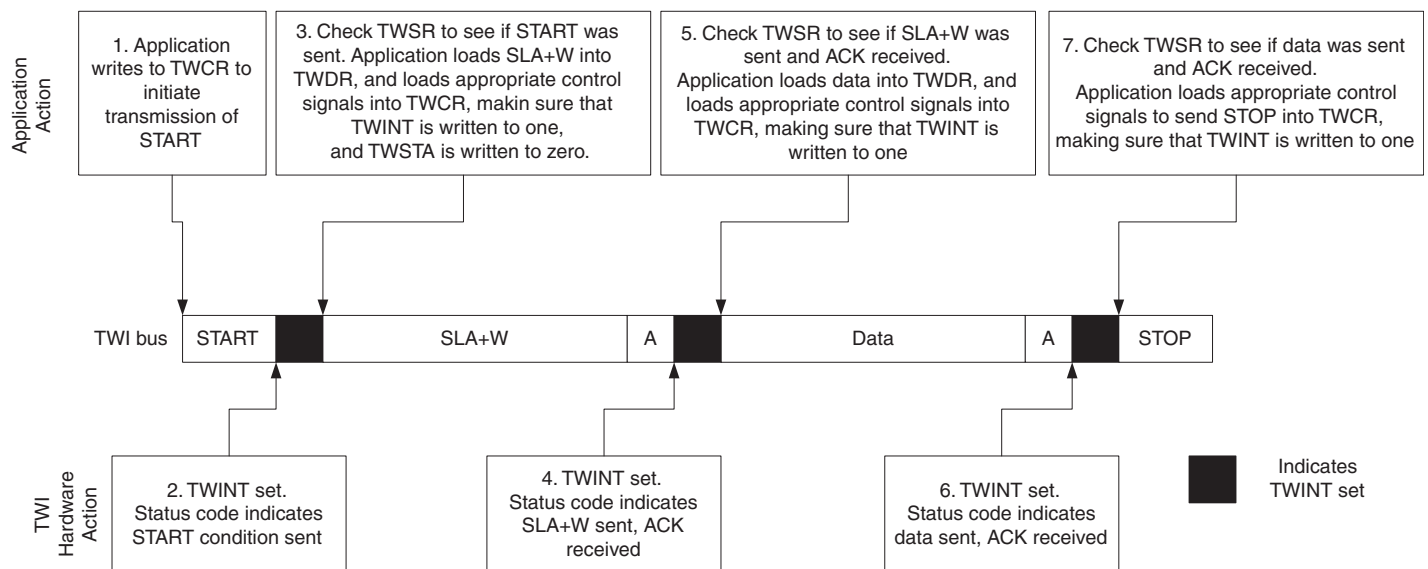 Application
Action
1. Application
writes to TWCR to
initiate
transmission of
START
3. Check TWSR to see if START was
sent. Application loads SLA+W into
TWDR, and loads appropriate control
signals into TWCR, makin sure that
TWINT is written to one,
and TWSTA is written to zero.
5. Check TWSR to see if SLA+W was
sent and ACK received.
Application loads data into TWDR, and
loads appropriate control signals into
TWCR, making sure that TWINT is
written to one
7. Check TWSR to see if data was sent
and ACK received.
Application loads appropriate control
signals to send STOP into TWCR,
making sure that TWINT is written to one
TWI bus
START
SLA+W
A
Data
A
STOP
TWI
Hardware
Action
2. TWINT set.
Status code indicates
START condition sent
4. TWINT set.
Status code indicates
SLA+W sent, ACK
received
6. TWINT set.
Status code indicates
data sent, ACK received
Indicates
TWINT set